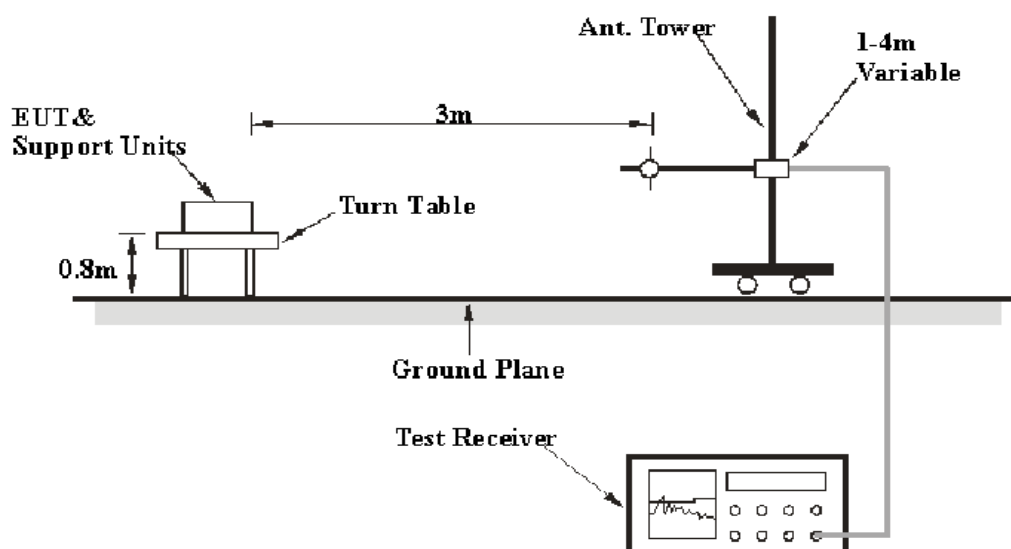 Ant. Tower
1-4m
Variable
3m
EUT&
Support Units
Turn Table
0.8m
Ground Plane
Test Receiver